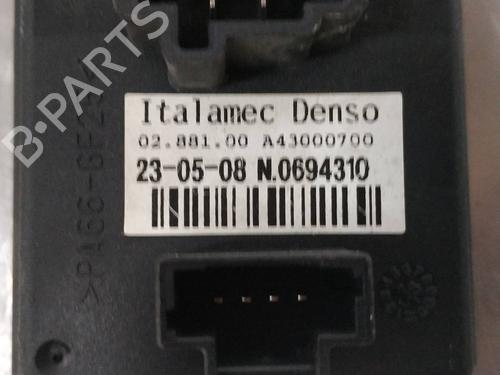 Italamec Denso
02.881.00 A43000700
23-05-08 N.0694310
B-PARTS